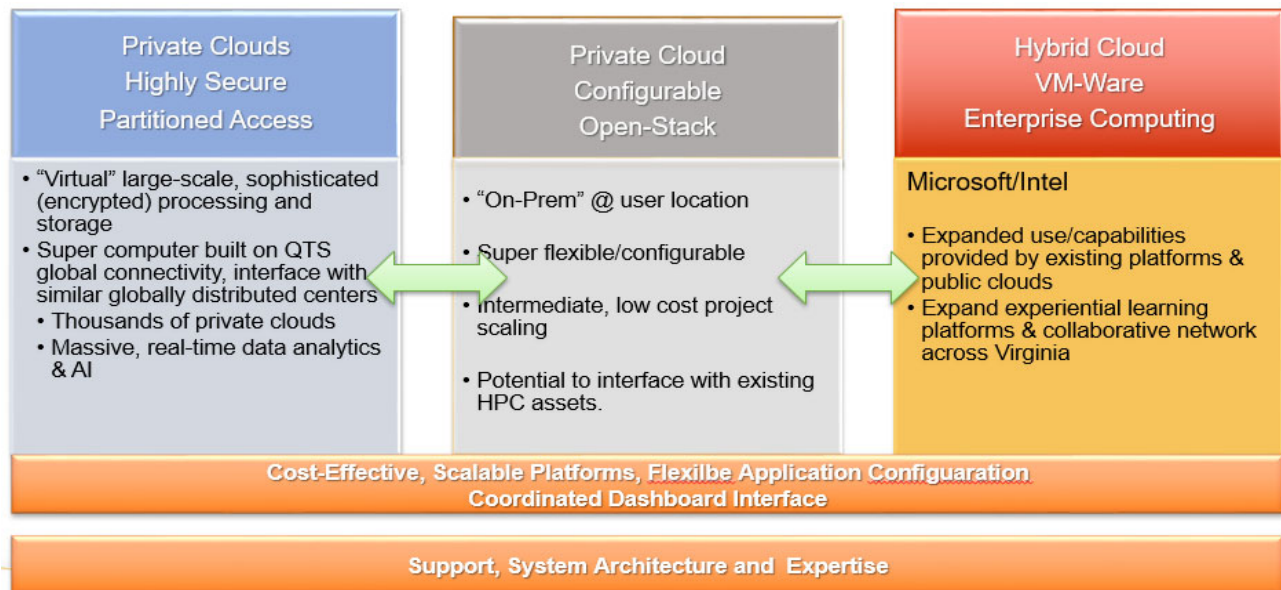 Private Clouds
Highly Secure
Partitioned Access
• “Virtual” large-scale, sophisticated
(encrypted) processing and
storage
• Super computer built on QTS
global connectivity, interface with
similar globally distributed centers
• Thousands of private clouds
• Massive, real-time data analytics
& AI
Private Cloud
Configurable
Open-Stack
• “On-Prem” @ user location
• Super flexible/configurable
• Intermediate, low cost project
scaling
• Potential to interface with existing
HPC assets.
Hybrid Cloud
VM-Ware
Enterprise Computing
Microsoft/Intel
• Expanded use/capabilities
provided by existing platforms &
public clouds
• Expand experiential learning
platforms & collaborative network
across Virginia
Cost-Effective, Scalable Platforms, Flexilbe Application Configuaration
Coordinated Dashboard Interface
Support, System Architecture and Expertise